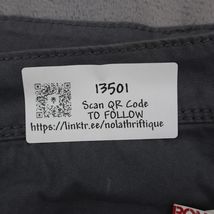 13501
Scan QR Code
TO FOLLOW
https://linktr.ee/nolathriftique